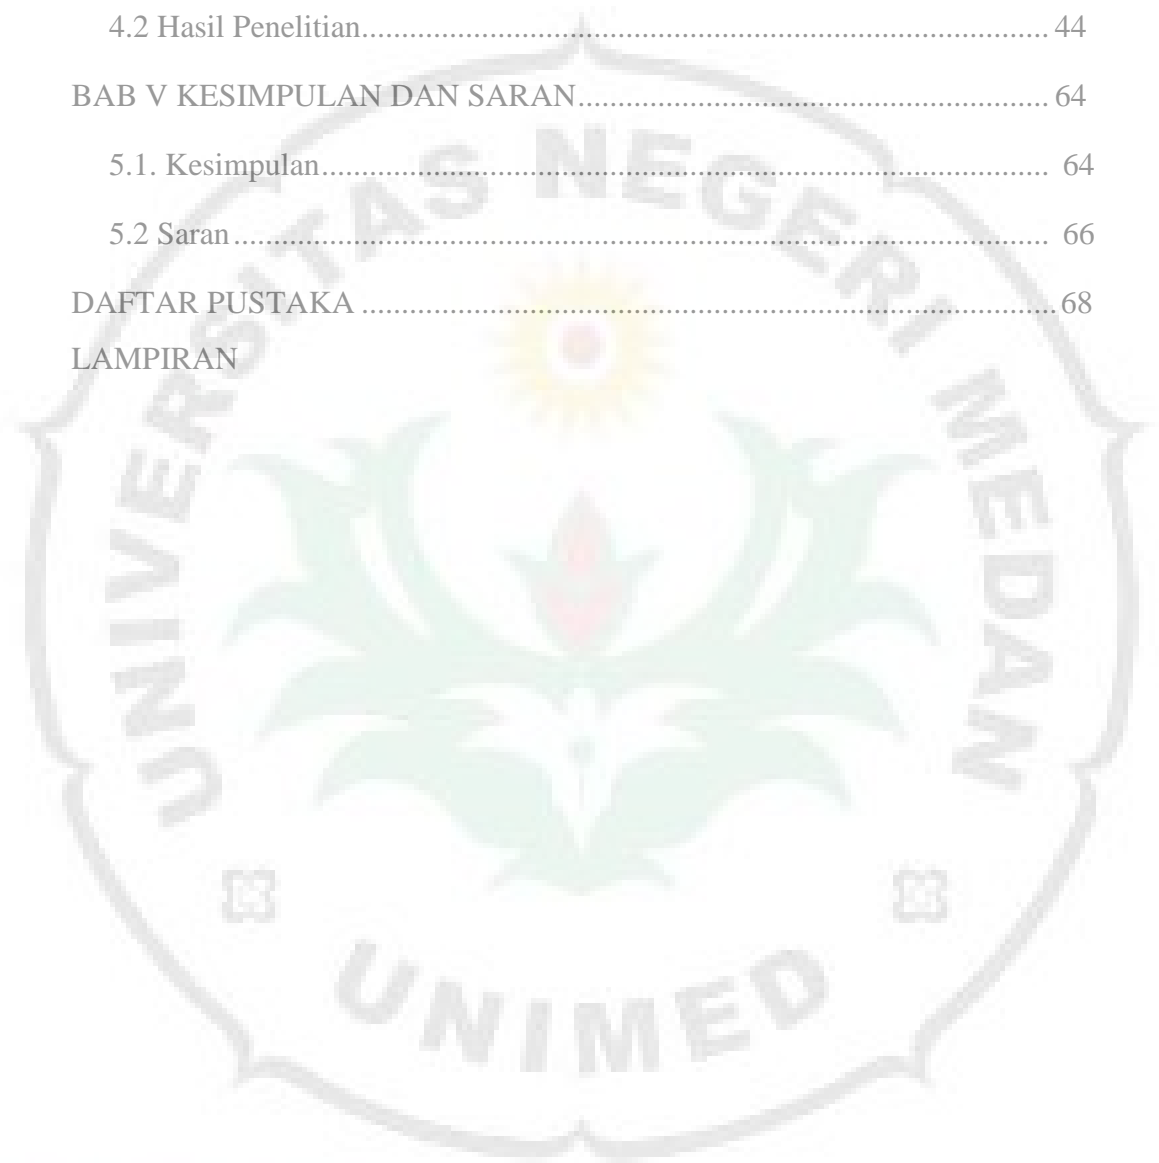 4.2 Hasil Penelitian...................................................................................... 44
BAB V KESIMPULAN DAN SARAN........................................................... 64
5.1. Kesimpulan........................................................................................... 64
5.2 Saran ...................................................................................................... 66
DAFTAR PUSTAKA .......................................................................................68
LAMPIRAN
UNIVERSITAS NEGERI MEDAN
UNIMED